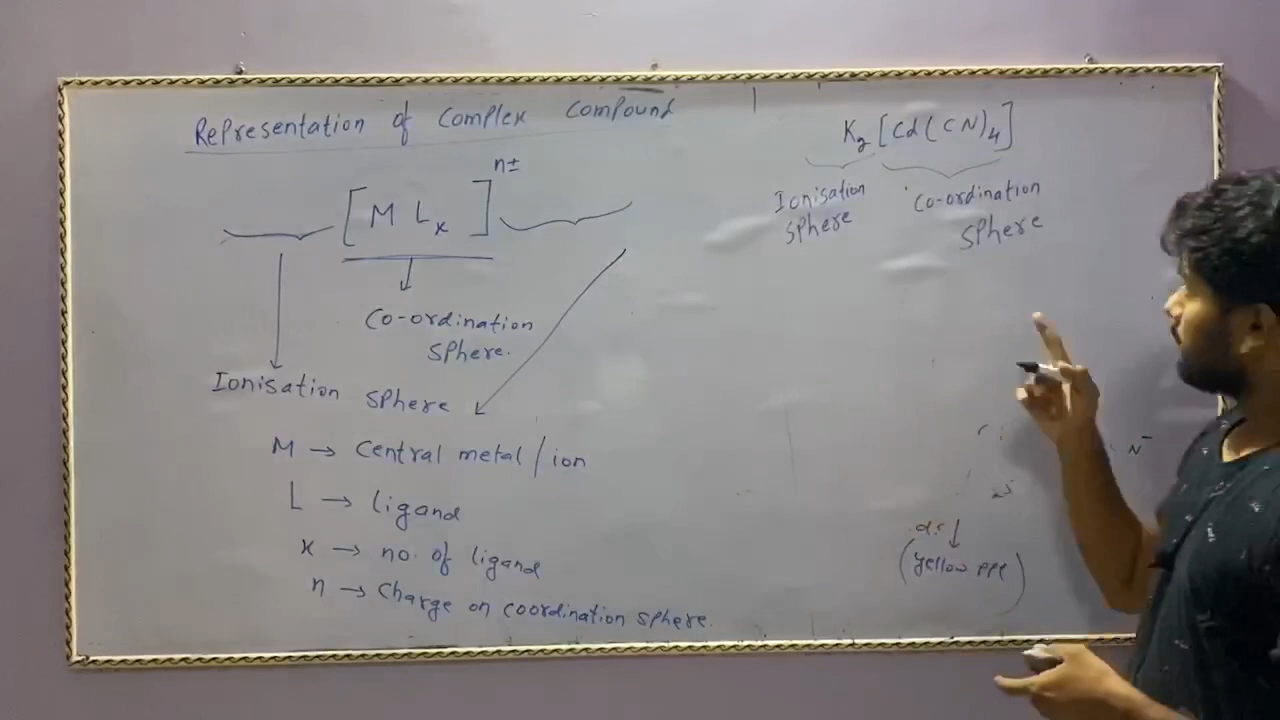 Representation of Complex Compound
[M Lx]n±
Co-ordination
Sphere.
Ionisation Sphere
M → Central metal/ion
L → ligand
x → no. of ligand
n → Charge on coordination sphere.
K2[Cd(CN)4]
Ionisation
Sphere
Co-ordination
Sphere
N-
↓
(Yellow ppt)